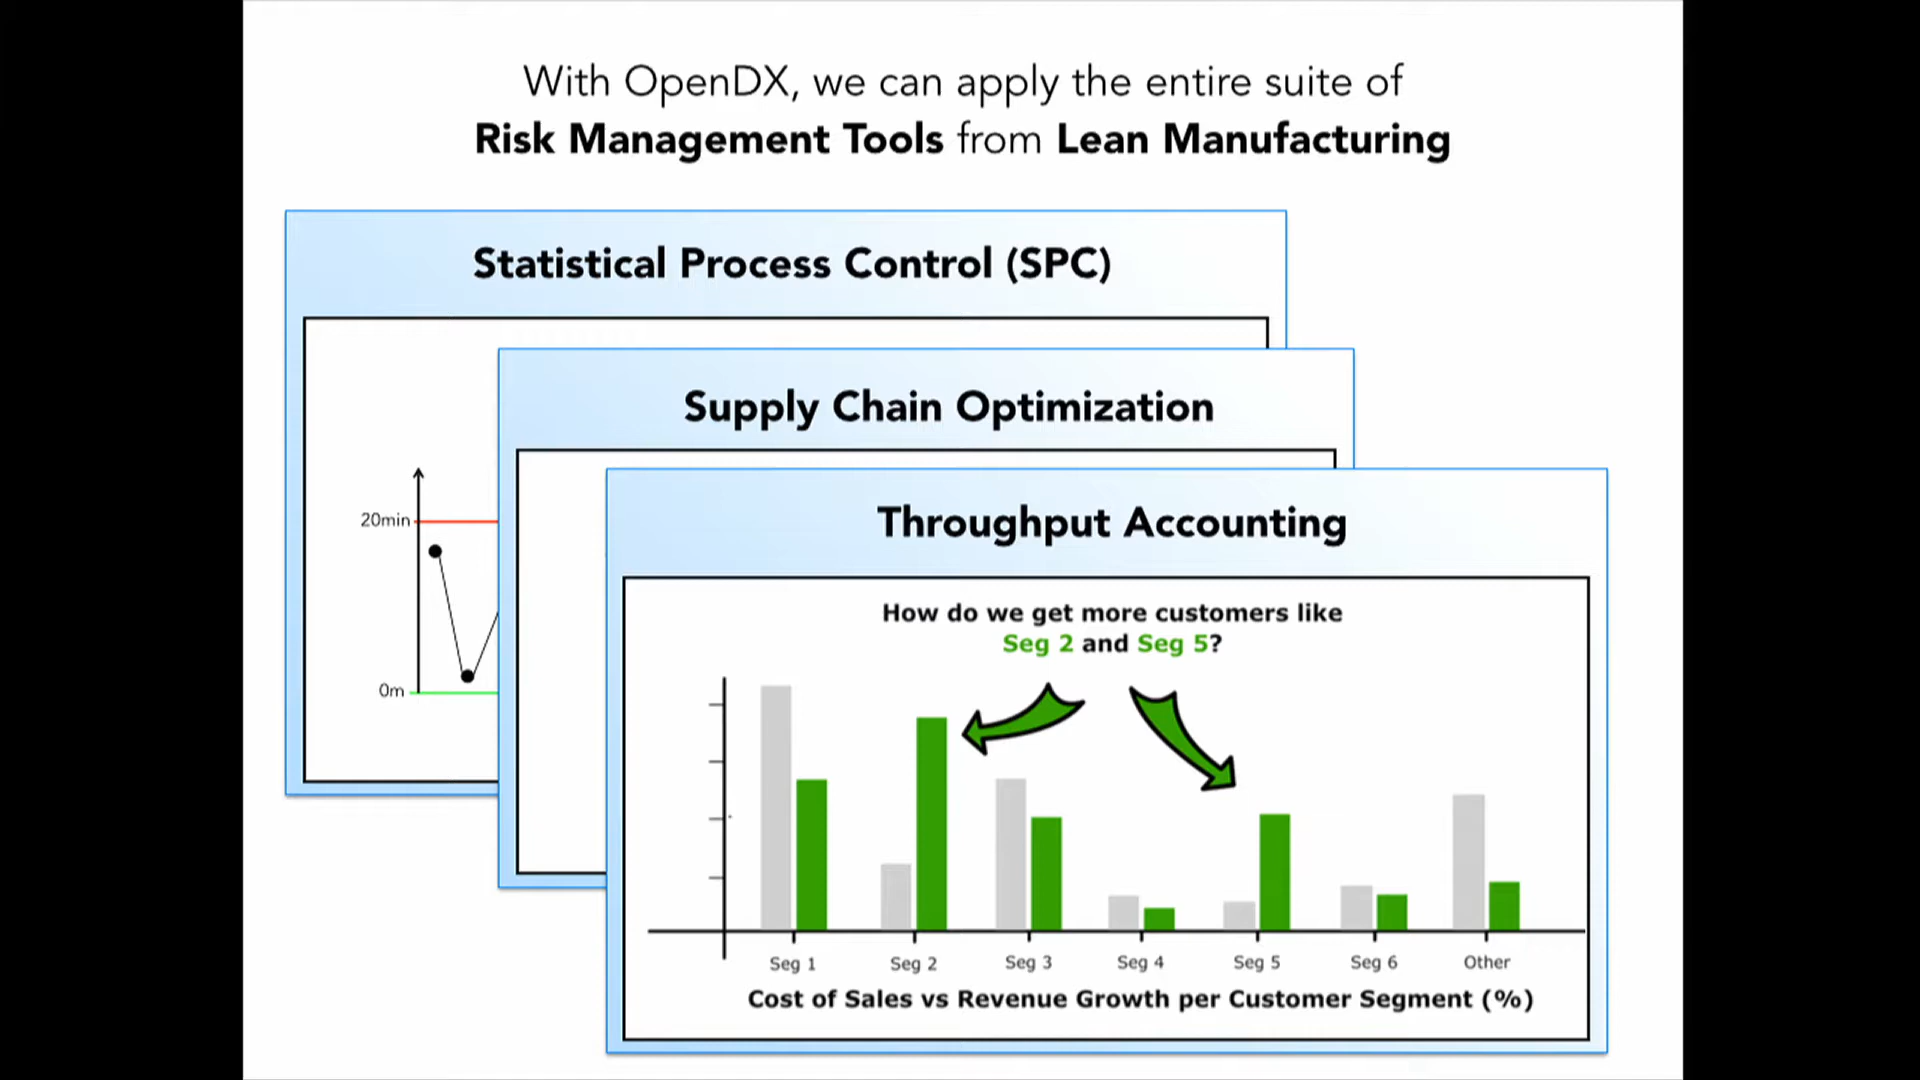 With OpenDX, we can apply the entire suite of
Risk Management Tools from Lean Manufacturing
Statistical Process Control (SPC)
20min
0m
Supply Chain Optimization
Throughput Accounting
How do we get more customers like
Seg 2 and Seg 5?
Seg 1 Seg 2 Seg 3 Seg 4 Seg 5 Seg 6 Other
Cost of Sales vs Revenue Growth per Customer Segment (%)